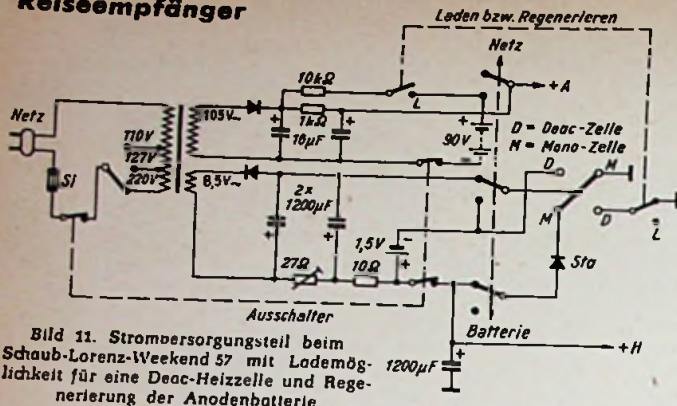 Reiseempfänger
Laden bzw. Regenerieren
Netz
10kΩ
L
+A
Netz
105V~
1kΩ
+
+
16µF
+
90V
110V
127V
220V
Si
D = Deac-Zelle
M = Mono-Zelle
8,5V~
D
M
2x
1200µF
+
+
M
D
L
1,5V
-
+
27Ω
10Ω
Sta
Ausschalter
Batterie
+H
1200µF
+
Bild 11. Stromversorgungsteil beim
Schaub-Lorenz-Weekend 57 mit Lademög-
lichkeit für eine Deac-Heizzelle und Rege-
nerierung der Anodenbatterie